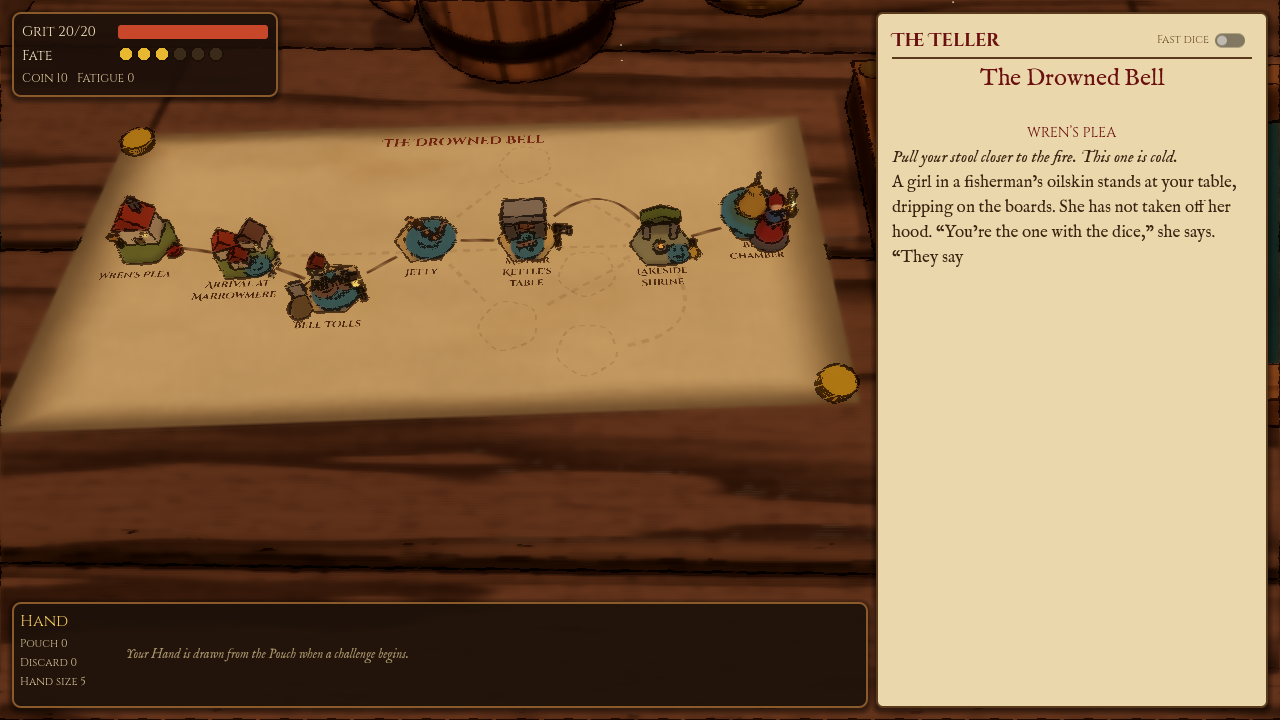 Grit 20/20
Fate
Coin 10 Fatigue 0
The Teller
Fast dice
The Drowned Bell
Wren's Plea
Pull your stool closer to the fire. This one is cold.
A girl in a fisherman's oilskin stands at your table,
dripping on the boards. She has not taken off her
hood. “You're the one with the dice,” she says.
“They say
The Drowned Bell
Wren's Plea
Arrival at
Marrowmere
Bell Tolls
Jetty
Kettle's
Table
Lakeside
Shrine
Chamber
Hand
Pouch 0
Discard 0
Hand size 5
Your Hand is drawn from the Pouch when a challenge begins.